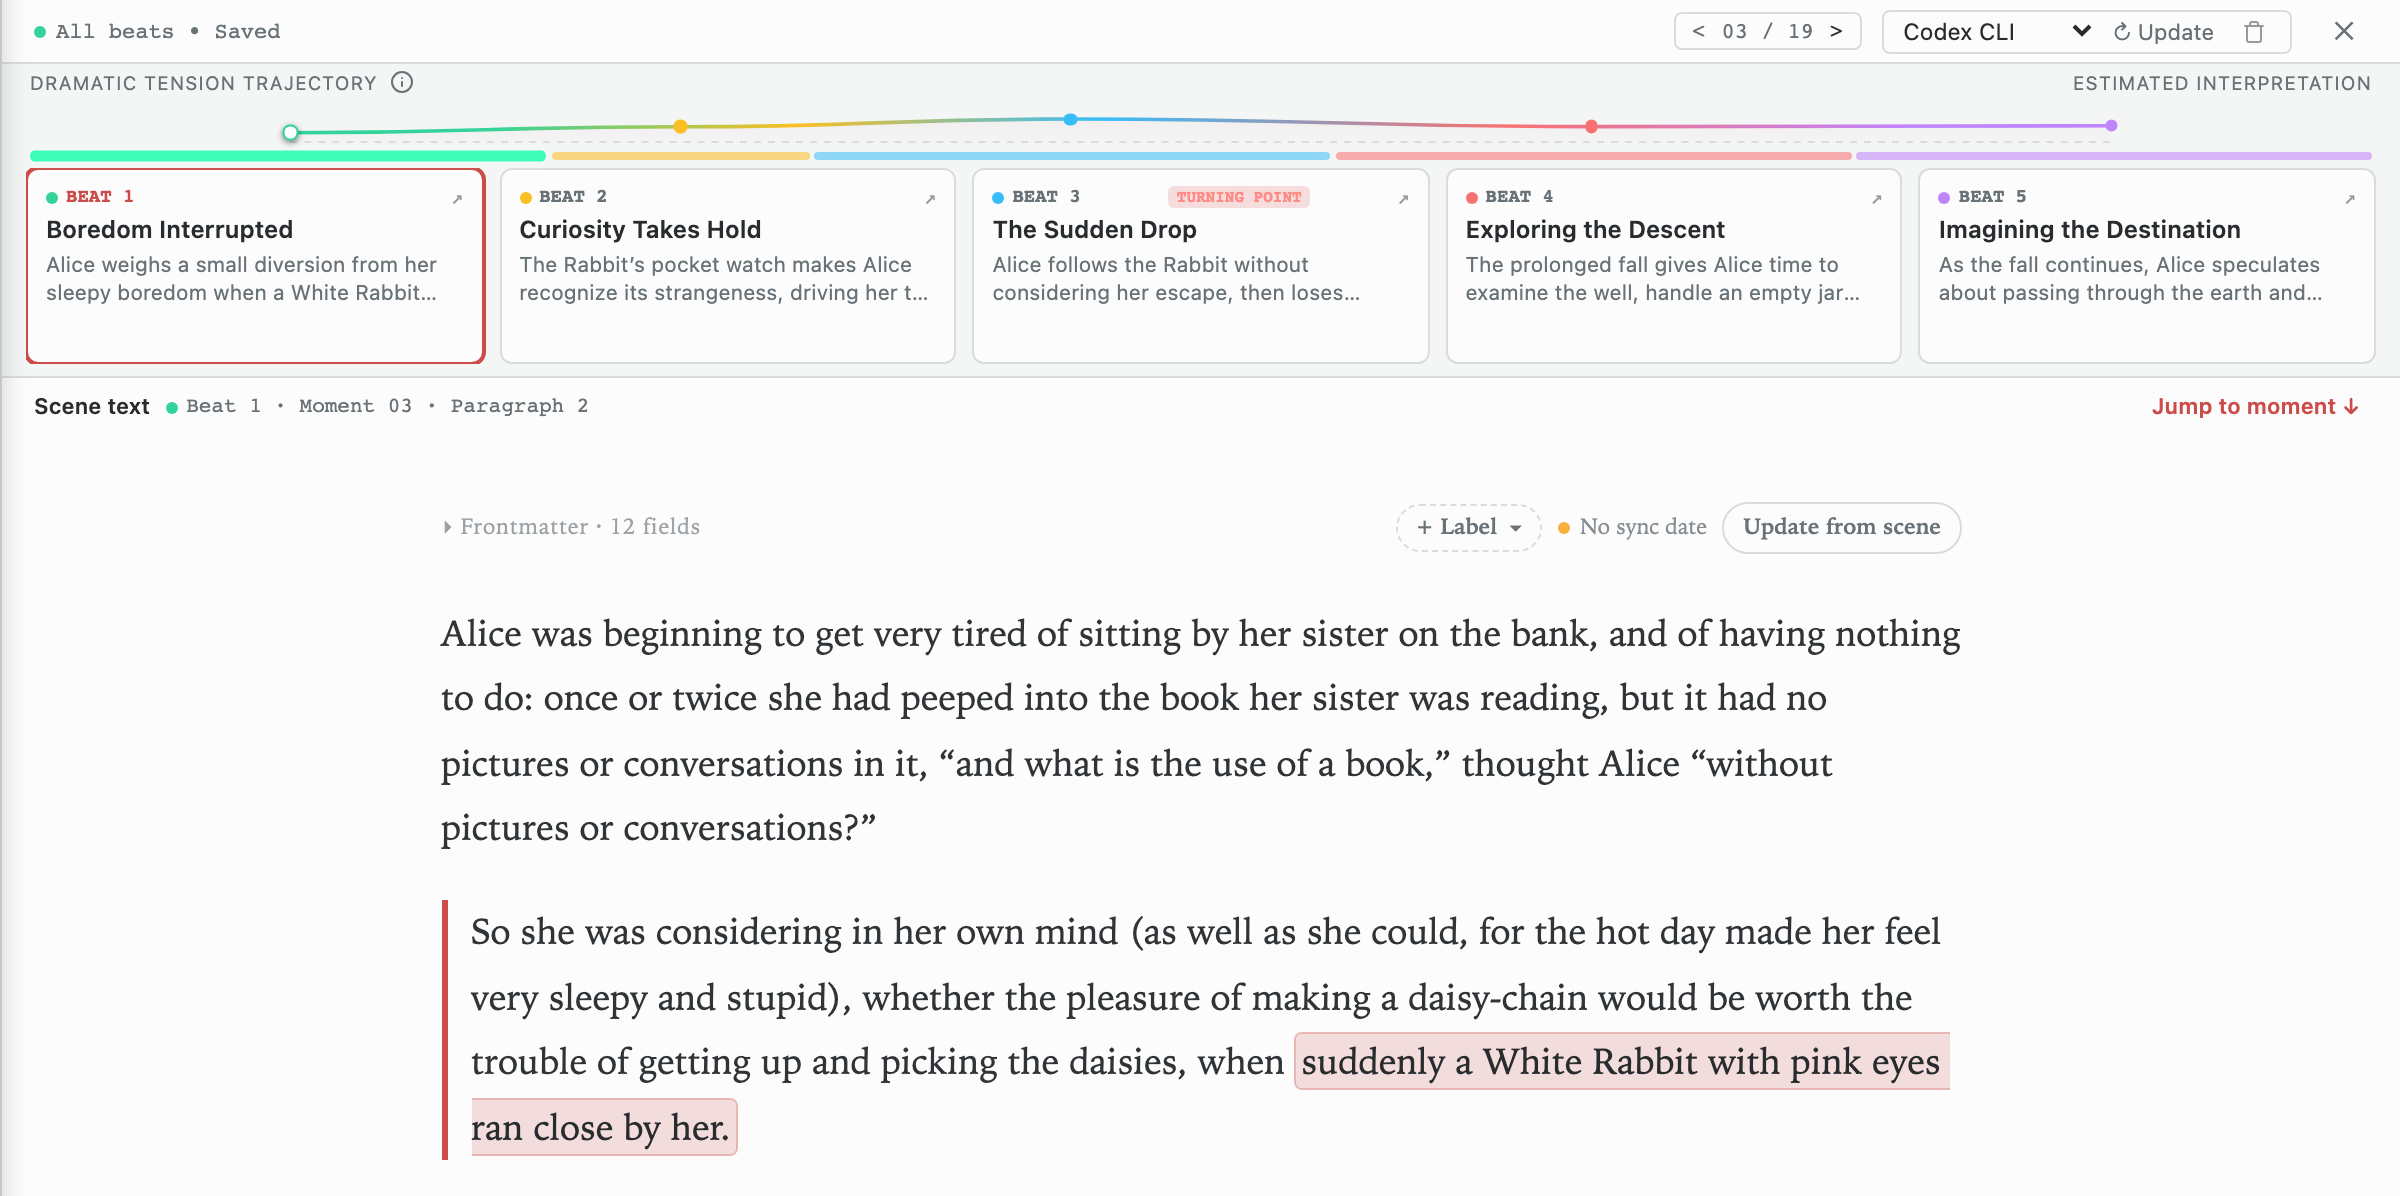 All beats • Saved
< 03 / 19 >
Codex CLI
Update
DRAMATIC TENSION TRAJECTORY
ESTIMATED INTERPRETATION
BEAT 1
Boredom Interrupted
Alice weighs a small diversion from her
sleepy boredom when a White Rabbit...
BEAT 2
Curiosity Takes Hold
The Rabbit’s pocket watch makes Alice
recognize its strangeness, driving her t...
BEAT 3
TURNING POINT
The Sudden Drop
Alice follows the Rabbit without
considering her escape, then loses...
BEAT 4
Exploring the Descent
The prolonged fall gives Alice time to
examine the well, handle an empty jar...
BEAT 5
Imagining the Destination
As the fall continues, Alice speculates
about passing through the earth and...
Scene text
Beat 1 · Moment 03 · Paragraph 2
Jump to moment ↓
Frontmatter · 12 fields
+ Label
No sync date
Update from scene
Alice was beginning to get very tired of sitting by her sister on the bank, and of having nothing
to do: once or twice she had peeped into the book her sister was reading, but it had no
pictures or conversations in it, “and what is the use of a book,” thought Alice “without
pictures or conversations?”
So she was considering in her own mind (as well as she could, for the hot day made her feel
very sleepy and stupid), whether the pleasure of making a daisy-chain would be worth the
trouble of getting up and picking the daisies, when suddenly a White Rabbit with pink eyes
ran close by her.